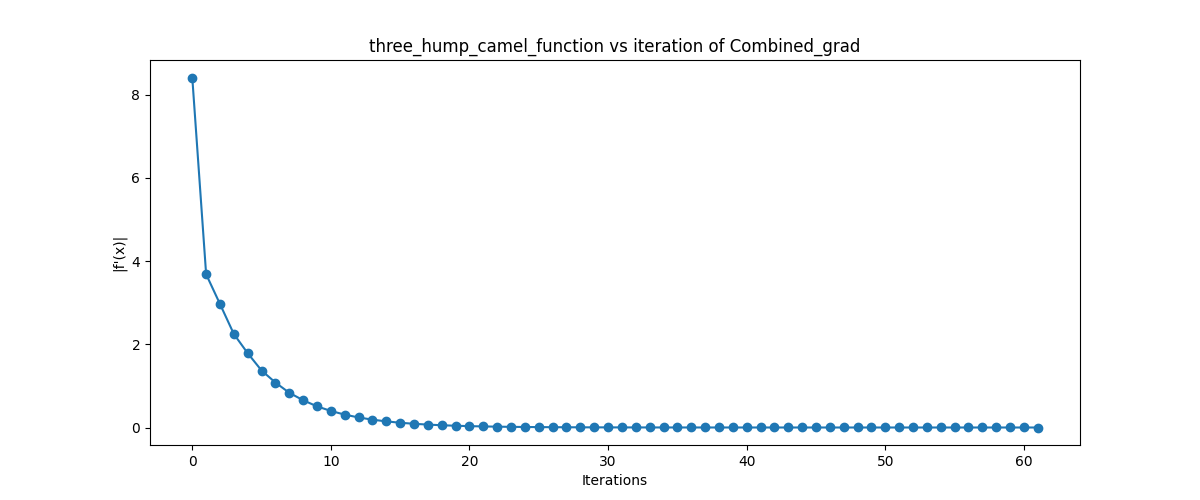 three_hump_camel_function vs iteration of Combined_grad
|f'(x)|
8
6
4
2
0
0 10 20 30 40 50 60
Iterations